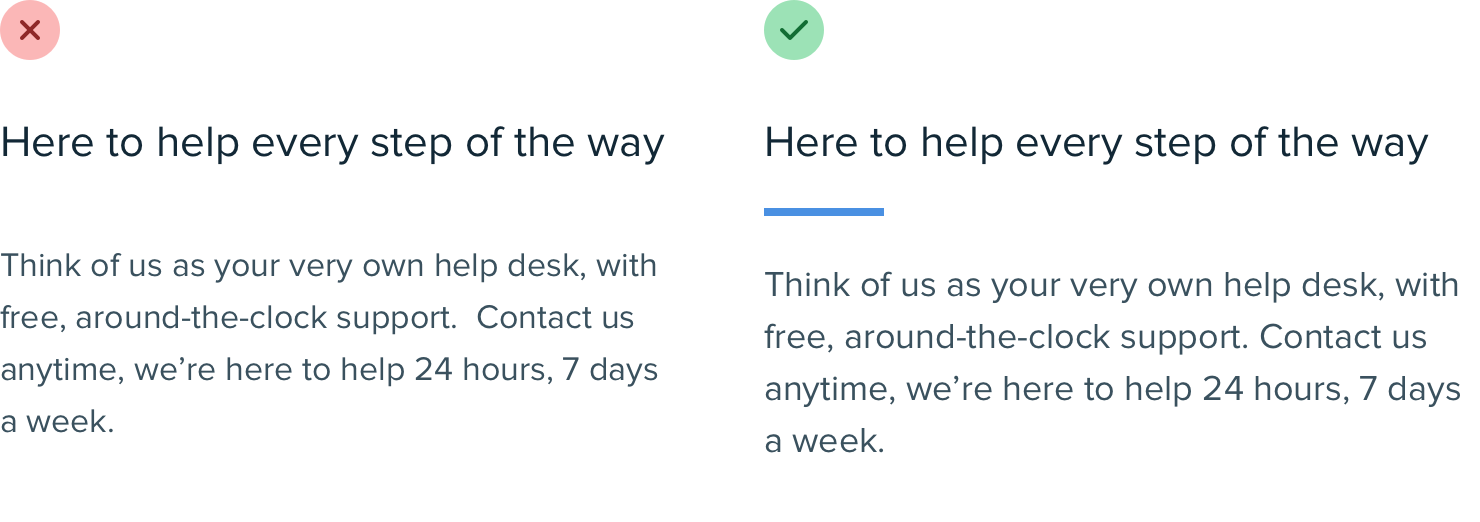 Here to help every step of the way
Think of us as your very own help desk, with
free, around-the-clock support.  Contact us
anytime, we’re here to help 24 hours, 7 days
a week.
Here to help every step of the way
Think of us as your very own help desk, with
free, around-the-clock support. Contact us
anytime, we’re here to help 24 hours, 7 days
a week.